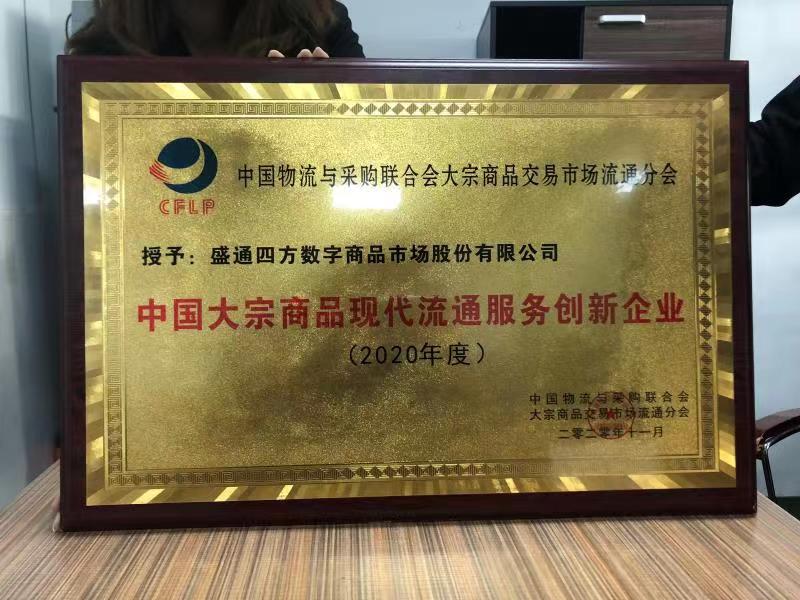 中国物流与采购联合会大宗商品交易市场流通分会
CFLP
授予：盛通四方数字商品市场股份有限公司
中国大宗商品现代流通服务创新企业
（2020年度）
中国物流与采购联合会
大宗商品交易市场流通分会
二零二零年十一月